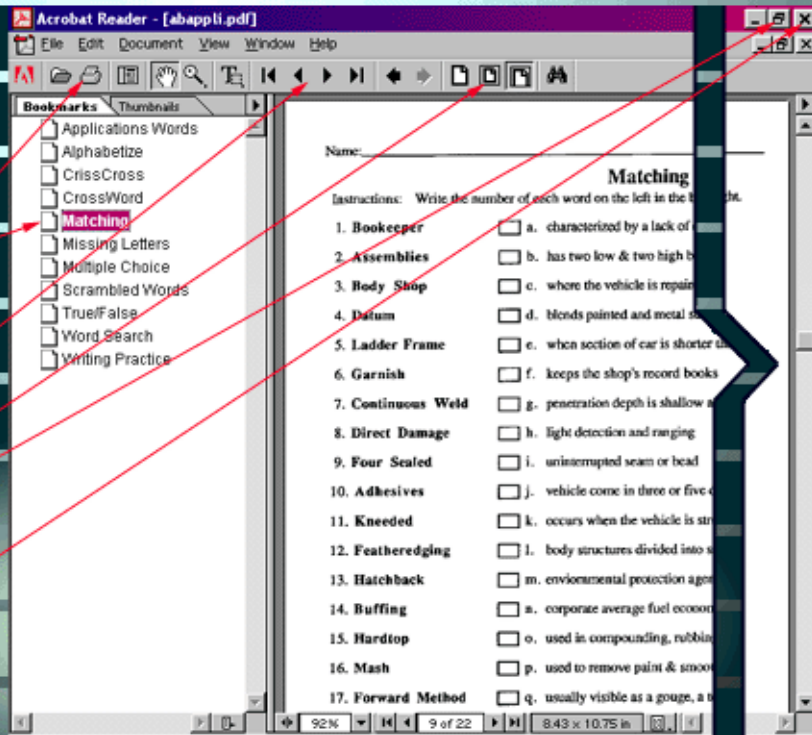 Acrobat Reader - [abappli.pdf]
File Edit Document View Window Help
Bookmarks Thumbnails
Applications Words
Alphabetize
CrissCross
CrossWord
Matching
Missing Letters
Multiple Choice
Scrambled Words
True/False
Word Search
Writing Practice
Name:
Matching
Instructions: Write the number of each word on the left in the
1. Bookeeper a. characterized by a lack of
2. Assemblies b. has two low & two high
3. Body Shop c. where the vehicle is
4. Datum d. blends painted and metal
5. Ladder Frame e. when section of car is shorter
6. Garnish f. keeps the shop's record books
7. Continuous Weld g. penetration depth is shallow
8. Direct Damage h. light detection and ranging
9. Four Sealed i. uninterrupted seam or bead
10. Adhesives j. vehicle come in three or five
11. Kneeded k. occurs when the vehicle is
12. Featheredging l. body structures divided into
13. Hatchback m. enviornmental protection
14. Buffing n. corporate average fuel
15. Hardtop o. used in compounding,
16. Mash p. used to remove paint &
17. Forward Method q. usually visible as a gouge, a
92% 9 of 22 8.43 x 10.75 in